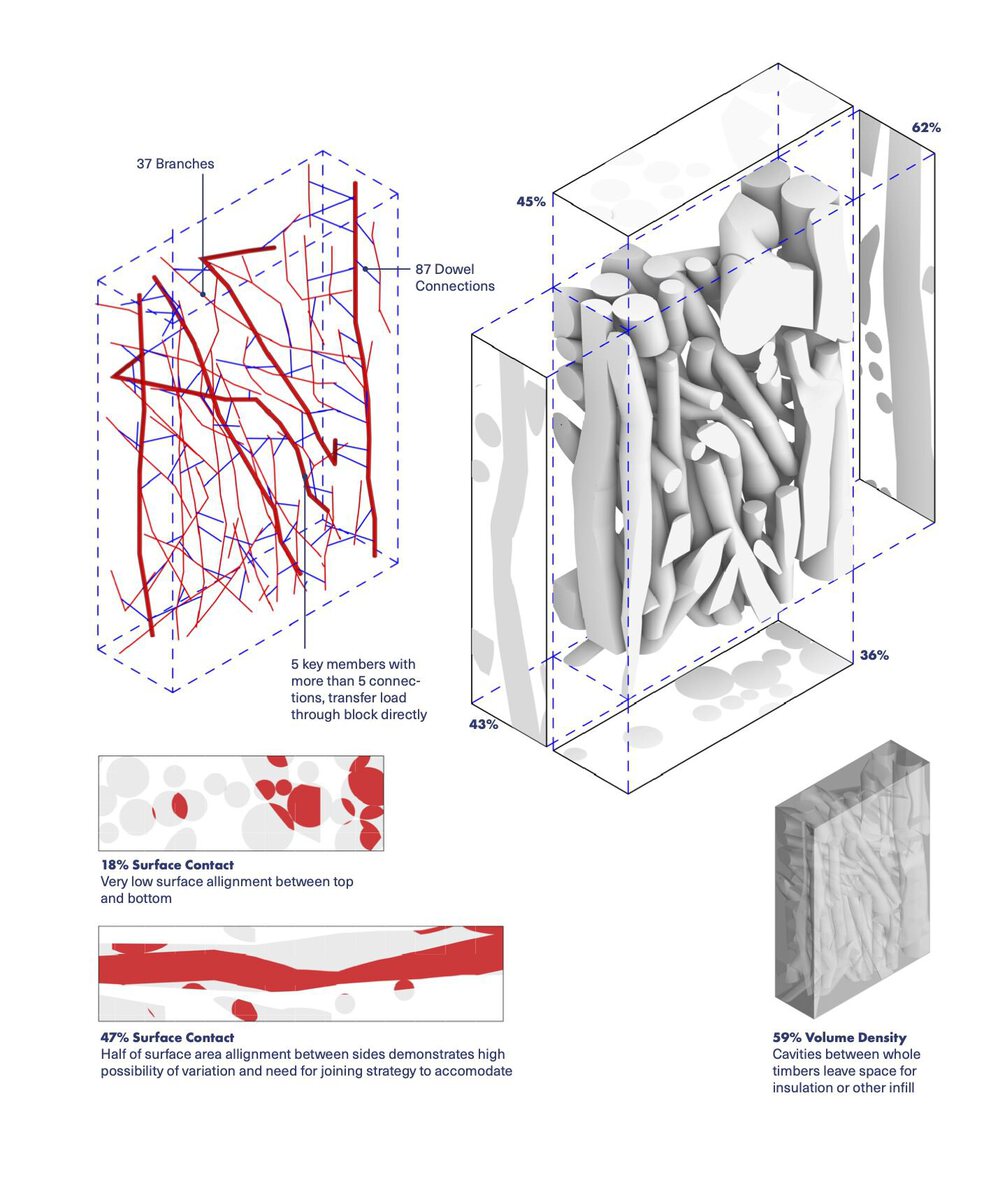 62%
37 Branches
45%
87 Dowel
Connections
36%
5 key members with
more than 5 connec-
tions, transfer load
through block directly
43%
18% Surface Contact
Very low surface allignment between top
and bottom
47% Surface Contact
Half of surface area allignment between sides demonstrates high
possibility of variation and need for joining strategy to accomodate
59% Volume Density
Cavities between whole
timbers leave space for
insulation or other infill